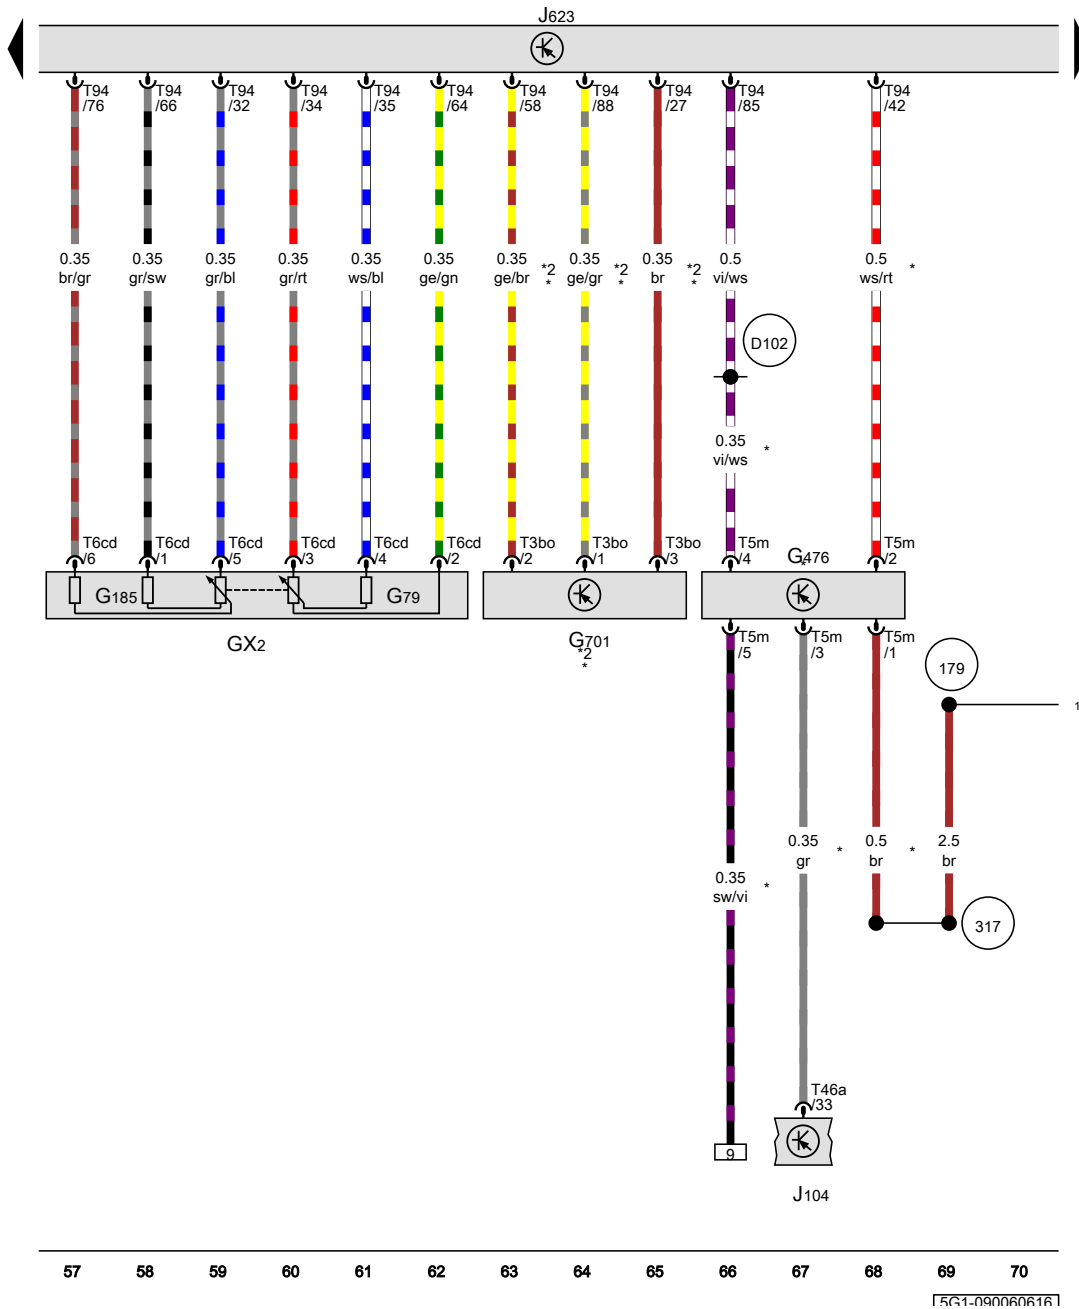 J623
T94 /76
T94 /66
T94 /32
T94 /34
T94 /35
T94 /64
T94 /58
T94 /88
T94 /27
T94 /85
T94 /42
0.35 br/gr
0.35 gr/sw
0.35 gr/bl
0.35 gr/rt
0.35 ws/bl
0.35 ge/gn
0.35 ge/br *2 *
0.35 ge/gr *2 *
0.35 br *2 *
0.5 vi/ws
0.5 ws/rt *
D102
0.35 vi/ws *
T6cd /6
T6cd /1
T6cd /5
T6cd /3
T6cd /4
T6cd /2
T3bo /2
T3bo /1
T3bo /3
T5m /4
G476
*
T5m /2
G185
G79
GX2
G701
*2
*
T5m /5
T5m /3
T5m /1
179
1
0.35 sw/vi *
0.35 gr *
0.5 br *
2.5 br
317
T46a /33
9
J104
57 58 59 60 61 62 63 64 65 66 67 68 69 70
5G1-090060616